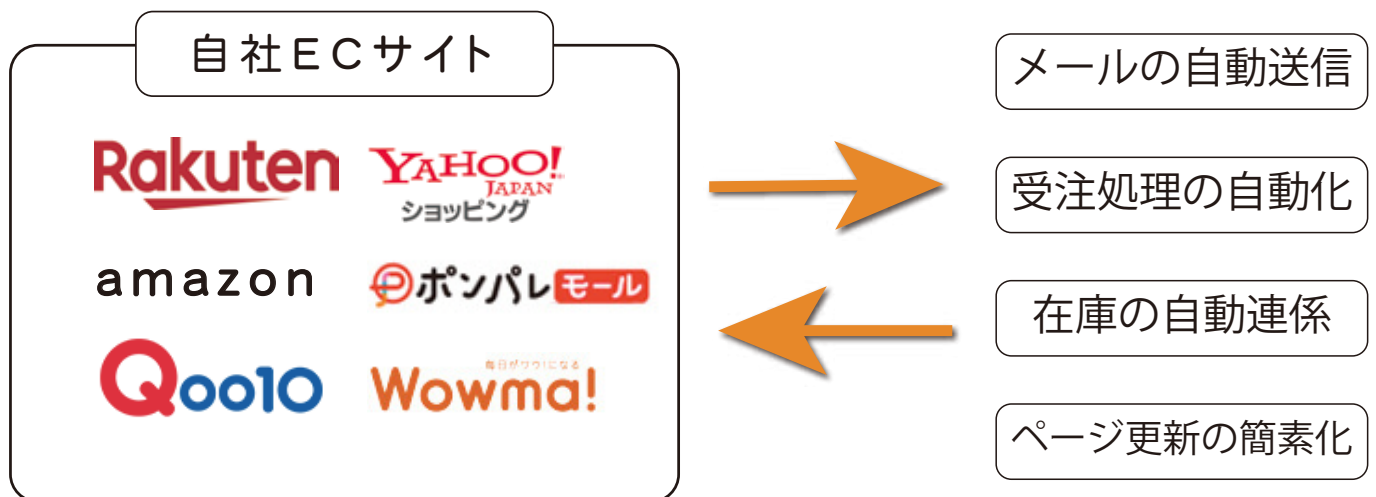 自社ECサイト
Rakuten
YAHOO!
JAPAN
ショッピング
amazon
ポンパレモール
Qoo10
毎日がワウ!になる
Wowma!
メールの自動送信
受注処理の自動化
在庫の自動連係
ページ更新の簡素化